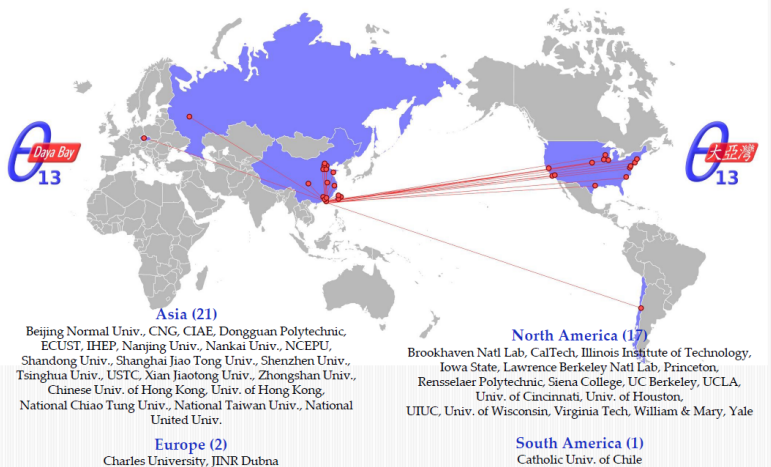 θ
Daya Bay
13
θ
大亞灣
13
Asia (21)
Beijing Normal Univ., CNG, CIAE, Dongguan Polytechnic,
ECUST, IHEP, Nanjing Univ., Nankai Univ., NCEPU,
Shandong Univ., Shanghai Jiao Tong Univ., Shenzhen Univ.,
Tsinghua Univ., USTC, Xian Jiaotong Univ., Zhongshan Univ.,
Chinese Univ. of Hong Kong, Univ. of Hong Kong,
National Chiao Tung Univ., National Taiwan Univ., National
United Univ.
Europe (2)
Charles University, JINR Dubna
North America (17)
Brookhaven Natl Lab, CalTech, Illinois Institute of Technology,
Iowa State, Lawrence Berkeley Natl Lab, Princeton,
Rensselaer Polytechnic, Siena College, UC Berkeley, UCLA,
Univ. of Cincinnati, Univ. of Houston,
UIUC, Univ. of Wisconsin, Virginia Tech, William & Mary, Yale
South America (1)
Catholic Univ. of Chile